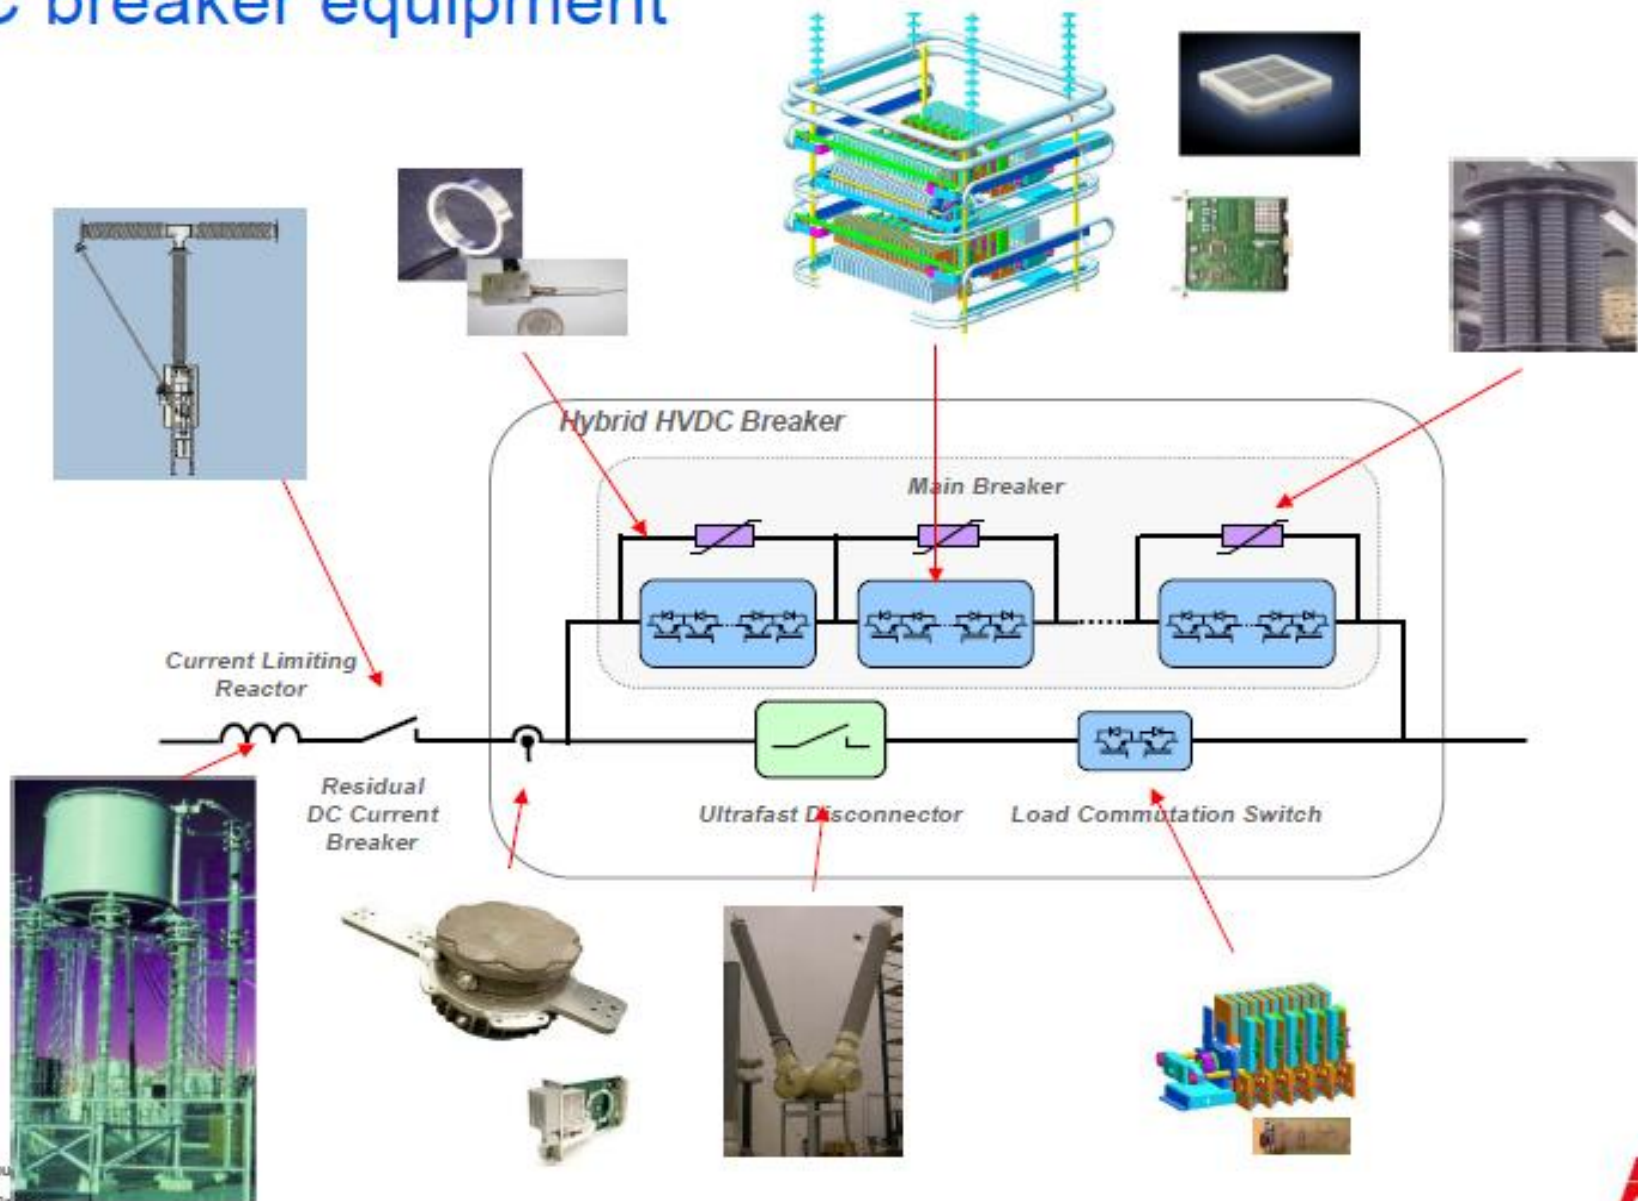 C breaker equipment
Hybrid HVDC Breaker
Main Breaker
Current Limiting
Reactor
Residual
DC Current
Breaker
Ultrafast Disconnector
Load Commutation Switch